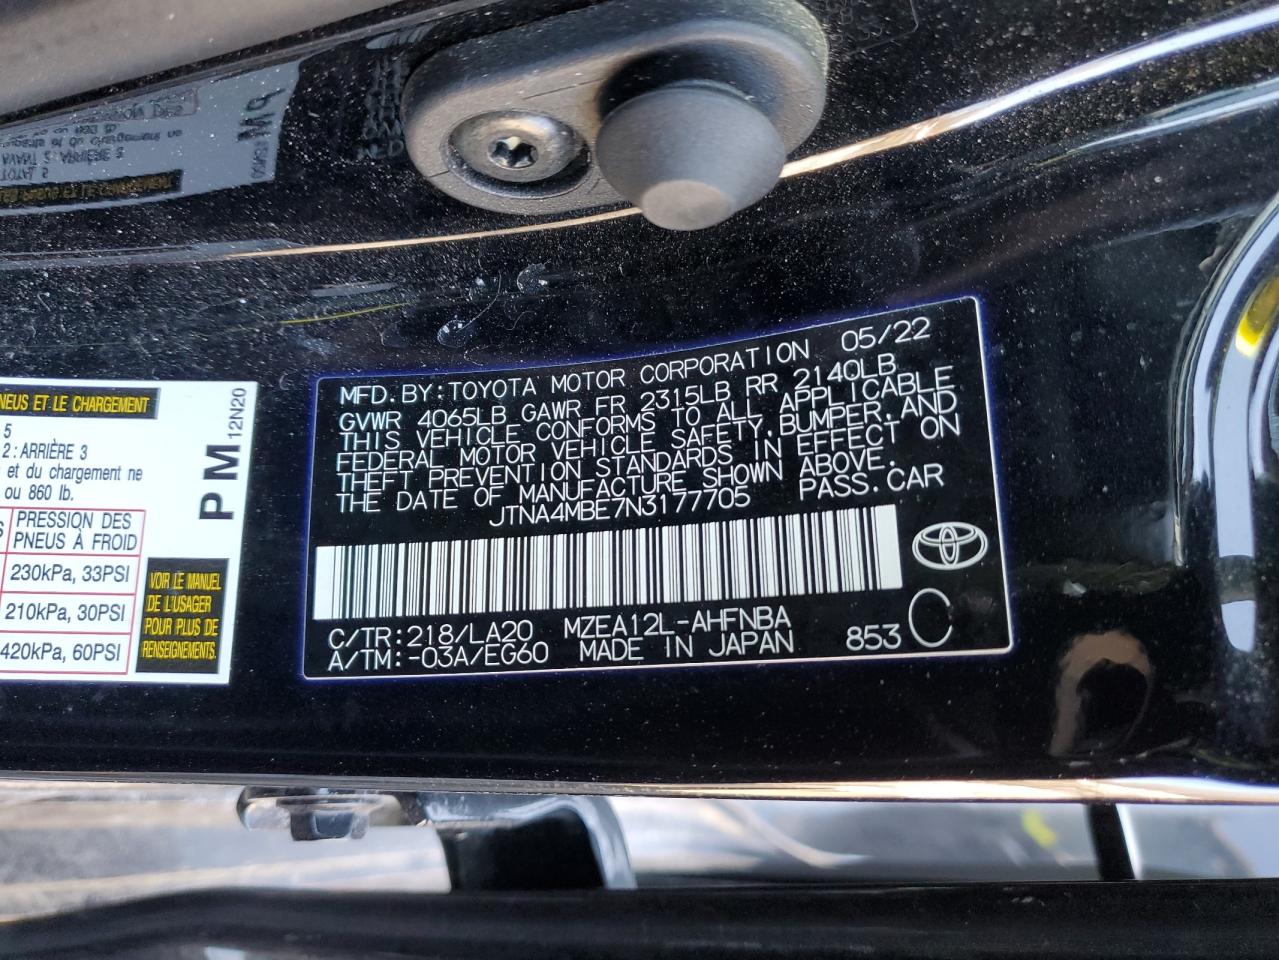 NEUS ET LE CHARGEMENT
5
2 : ARRIÈRE 3
et du chargement ne
ou 860 lb.
PRESSION DES
PNEUS À FROID
230kPa, 33PSI
210kPa, 30PSI
420kPa, 60PSI
PM 12N20
VOIR LE MANUEL
DE L'USAGER
POUR PLUS DE
RENSEIGNEMENTS.
MFD. BY: TOYOTA MOTOR CORPORATION 05/22
GVWR 4065LB GAWR FR 2315LB RR 2140LB
THIS VEHICLE CONFORMS TO ALL APPLICABLE
FEDERAL MOTOR VEHICLE SAFETY, BUMPER, AND
THEFT PREVENTION STANDARDS IN EFFECT ON
THE DATE OF MANUFACTURE SHOWN ABOVE.
JTNA4MBE7N3177705 PASS.CAR
C/TR: 218/LA20 MZEA12L-AHFNBA
A/TM: -03A/EG60 MADE IN JAPAN 853 C